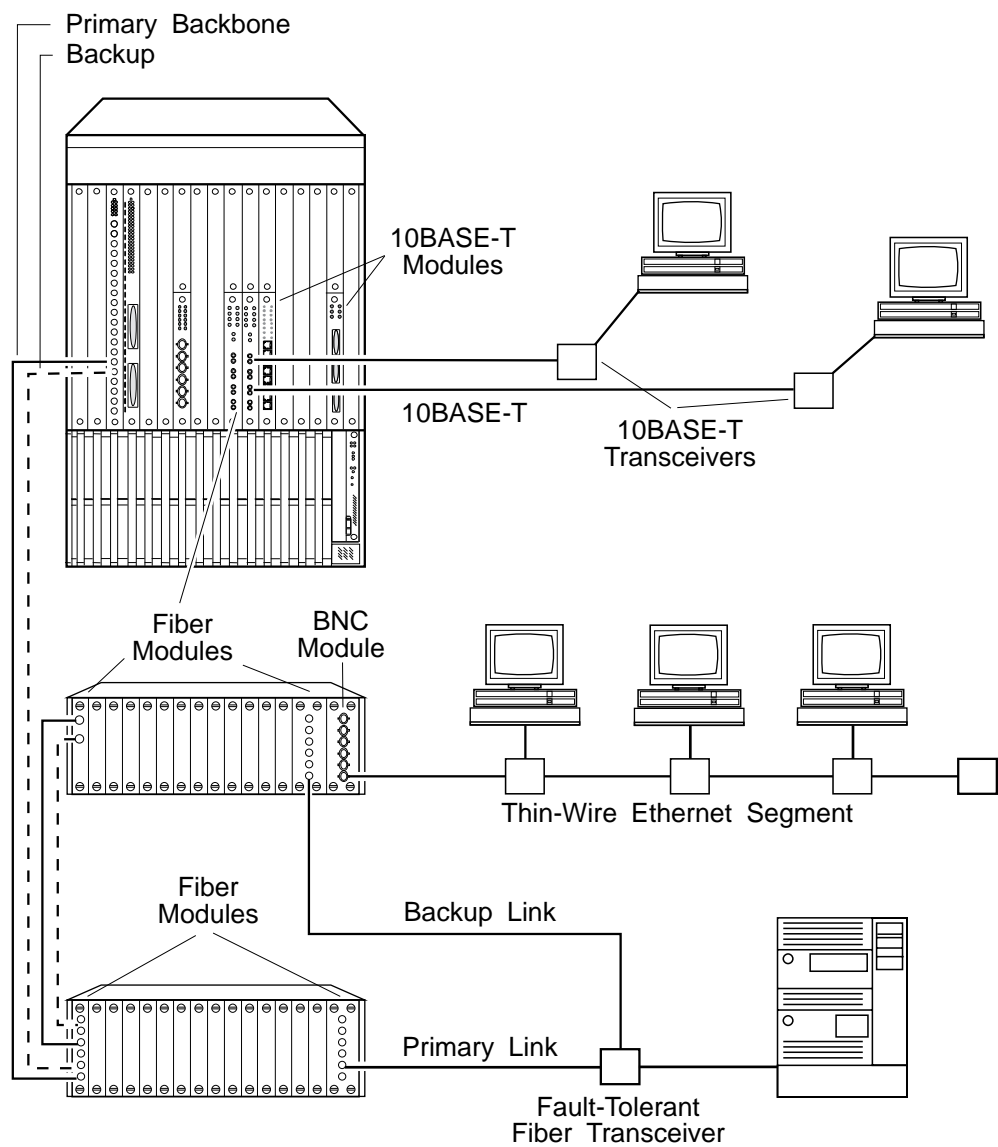 Primary Backbone
Backup
10BASE-T
Modules
10BASE-T
10BASE-T
Transceivers
Fiber
Modules
BNC
Module
Thin-Wire Ethernet Segment
Fiber
Modules
Backup Link
Primary Link
Fault-Tolerant
Fiber Transceiver